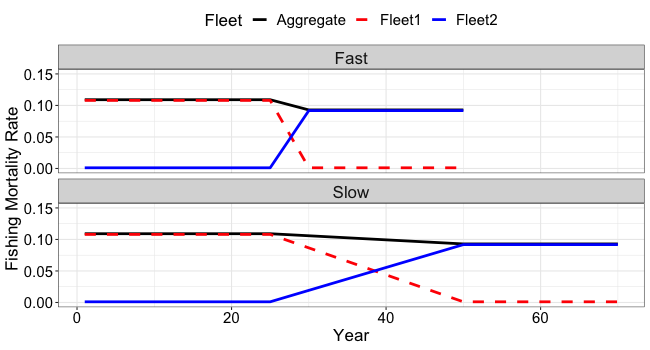 Fleet Aggregate Fleet1 Fleet2
Fast
0.15
0.10
0.05
0.00
Fishing Mortality Rate
Slow
0.15
0.10
0.05
0.00
0 20 40 60
Year